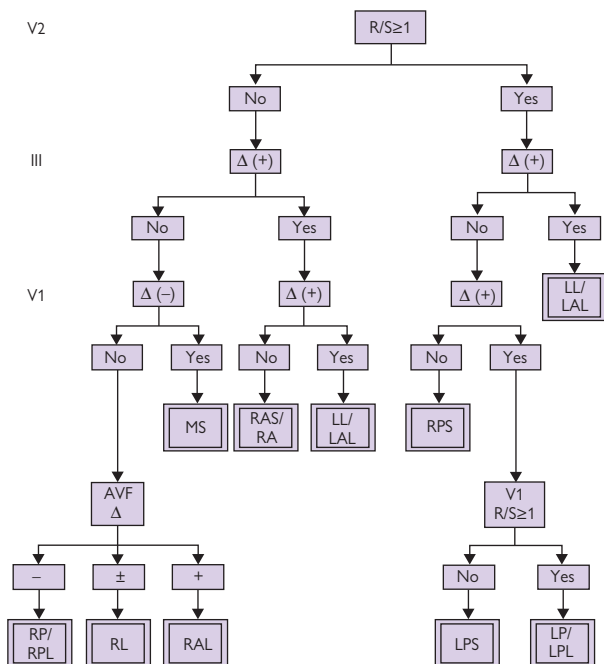 V2
R/S≥1
No
Yes
III
Δ (+)
Δ (+)
No
Yes
No
Yes
V1
Δ (−)
Δ (+)
Δ (+)
LL/
LAL
No
Yes
No
Yes
No
Yes
MS
RAS/
RA
LL/
LAL
RPS
AVF
Δ
V1
R/S≥1
−
±
+
No
Yes
RP/
RPL
RL
RAL
LPS
LP/
LPL